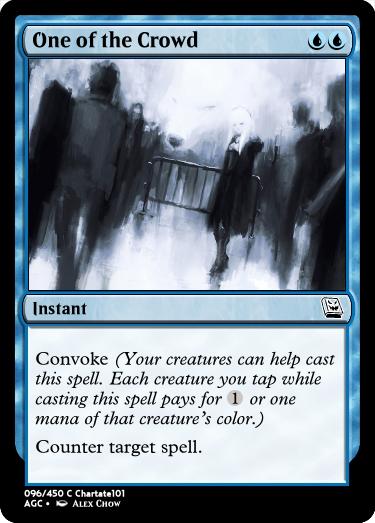 One of the Crowd
Instant
Convoke (Your creatures can help cast
this spell. Each creature you tap while
casting this spell pays for 1 or one
mana of that creature's color.)
Counter target spell.
096/450 C Chartate101
AGC • Alex Chow